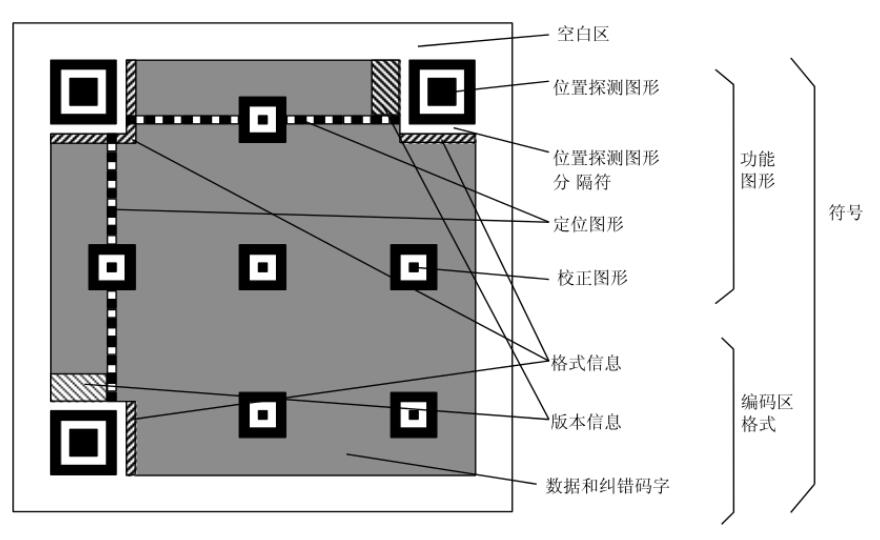 空白区
位置探测图形
位置探测图形
分 隔符
定位图形
校正图形
格式信息
版本信息
数据和纠错码字
功能
图形
编码区
格式
符号